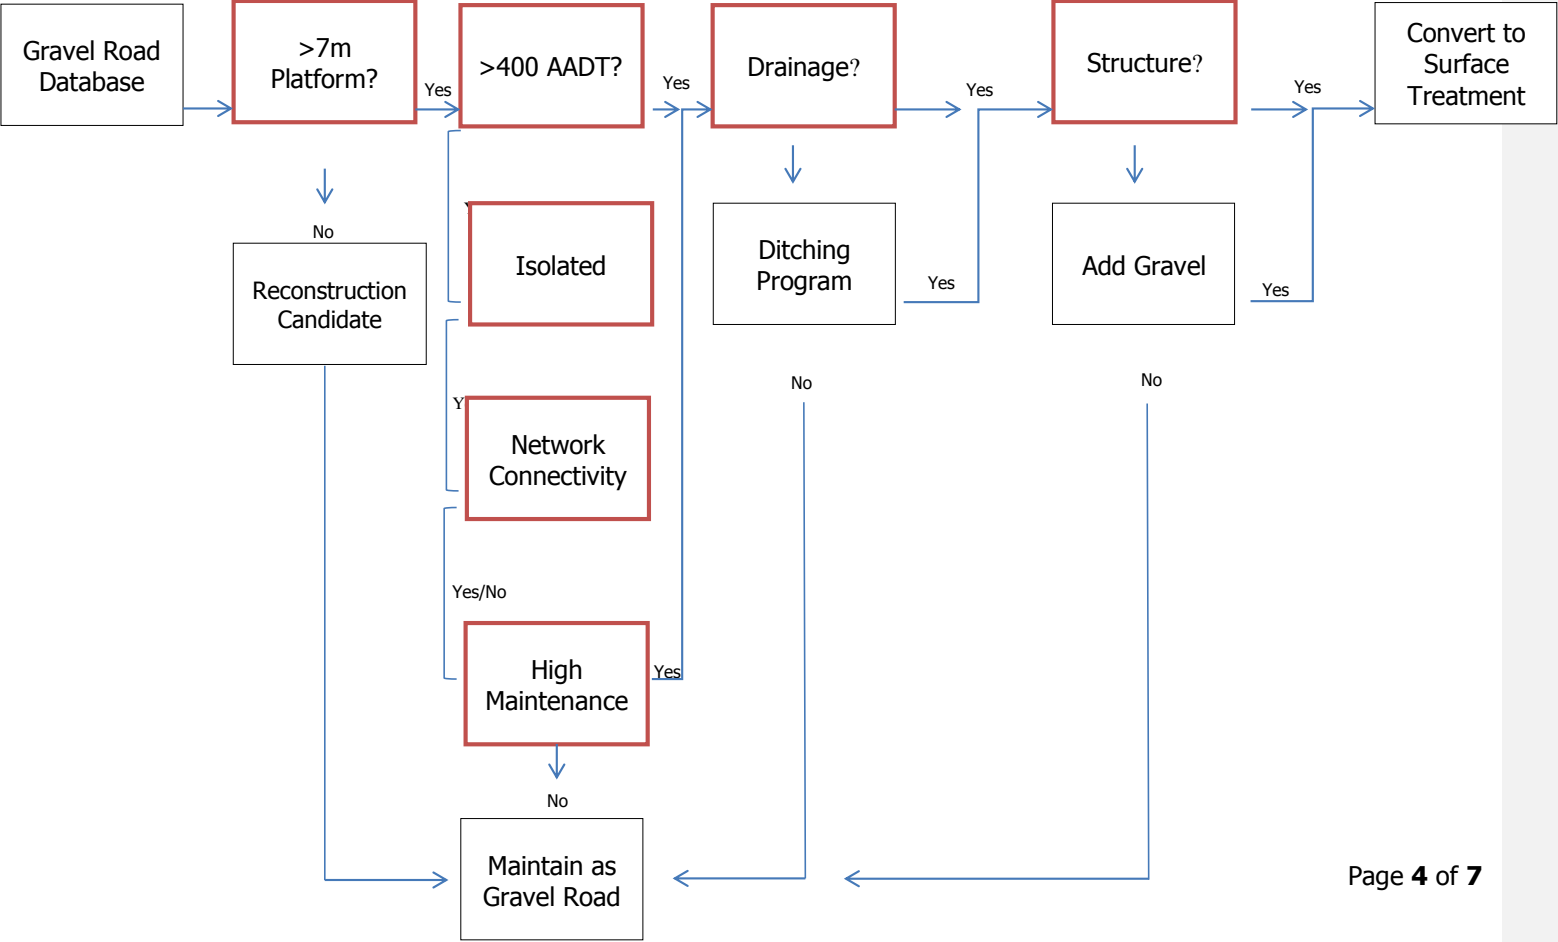 Gravel Road
Database
>7m
Platform?
Yes
>400 AADT?
Yes
Drainage?
Yes
Structure?
Yes
Convert to
Surface
Treatment
No
Reconstruction
Candidate
Isolated
Y
Network
Connectivity
Yes/No
High
Maintenance
Yes
No
Maintain as
Gravel Road
Ditching
Program
Yes
No
Add Gravel
Yes
No
Page 4 of 7